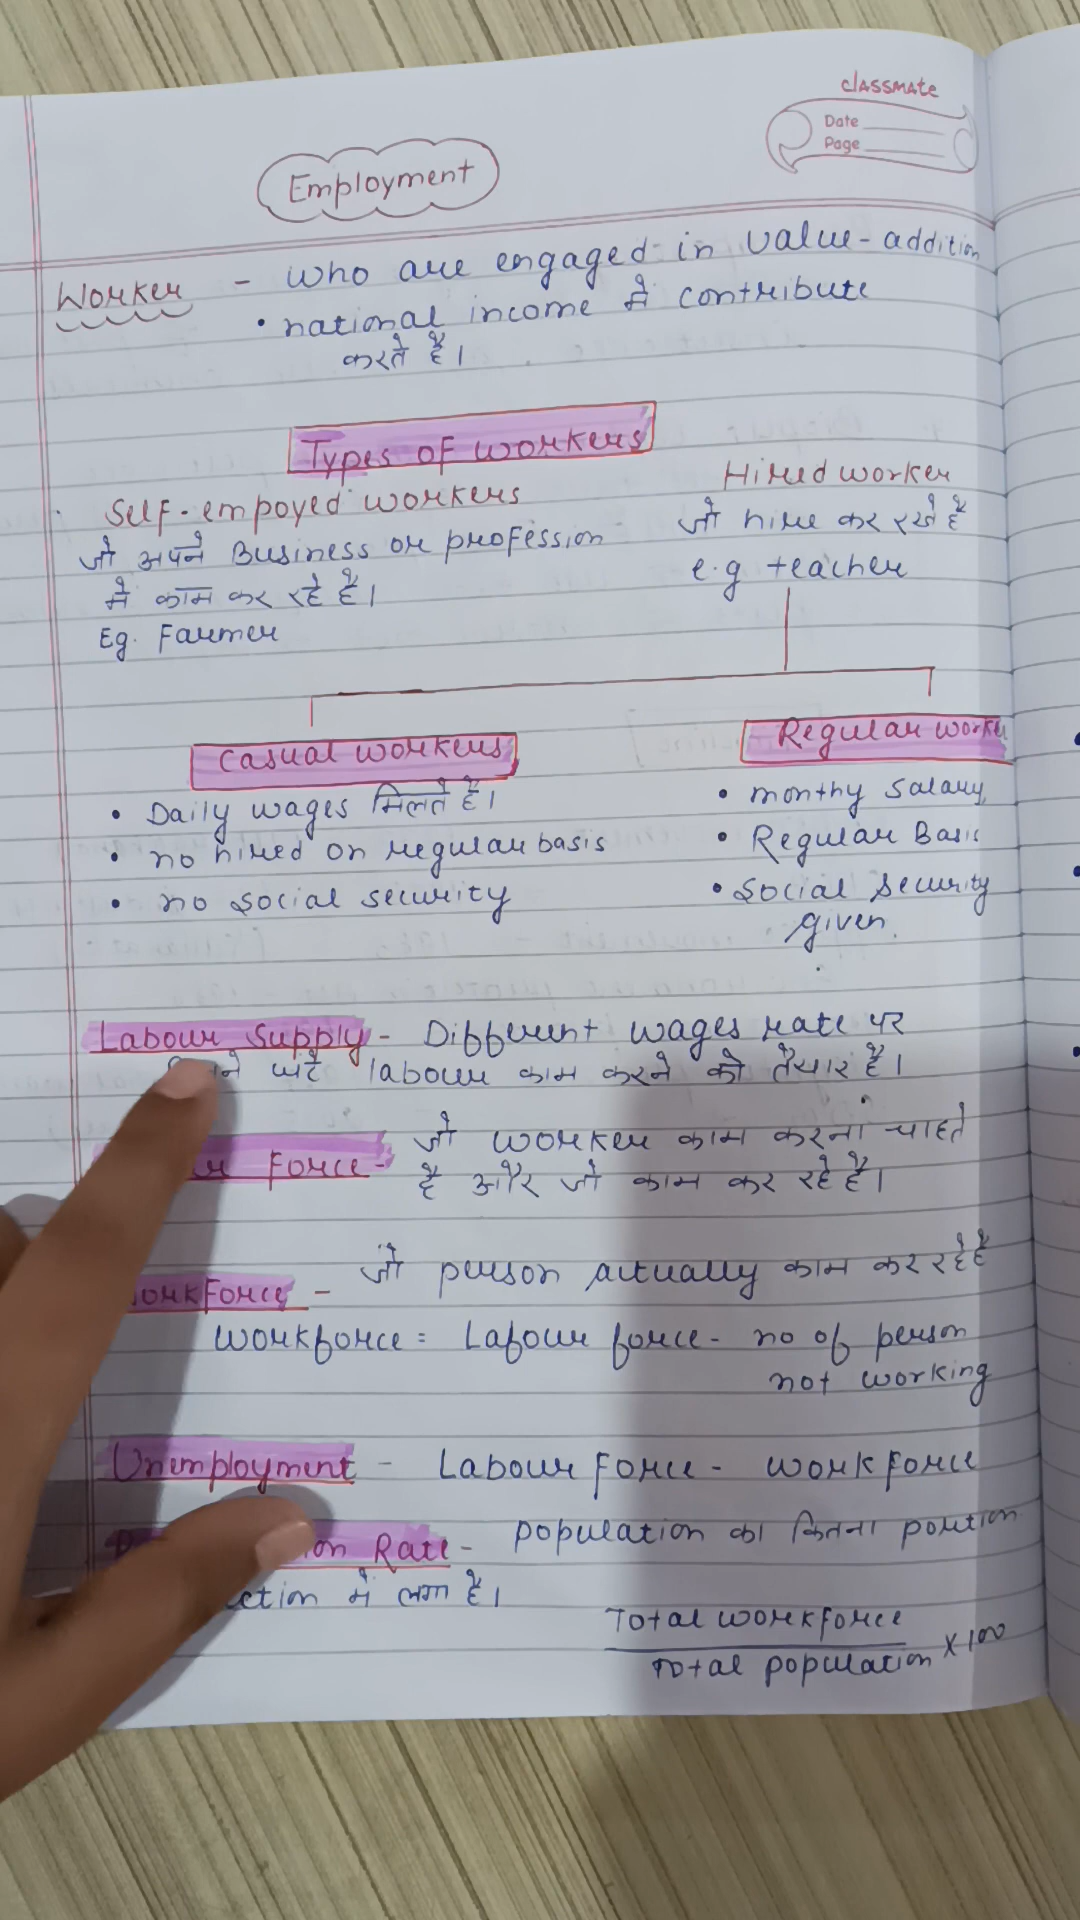 classmate
Date
Page
Employment
Worker - who are engaged in value-addition
• national income में contribute
करते है।
Types of workers
Self-empoyed workers
जो अपने Business or profession
में काम कर रहे है।
Eg. Farmer
Hired worker
जो hire कर रखे है
e.g teacher
Casual workers
• Daily wages मिलते है।
• no hired on regular basis
• no social security
Regular worke
• monthy salary
• Regular Basis
• Social Security
given.
Labour Supply - Different wages rate पर
घंटे labour काम करने को तैयार है।
Force - जो worker काम करना चाहते
है और जो काम कर रहे है।
workforce - जो person actually काम कर रहे है
workforce = Labour force - no of person
not working
Unemployment - Labour Force - workforce
Rate - population का कितना portion
में लगा है।
Total workforce
Total population × 100